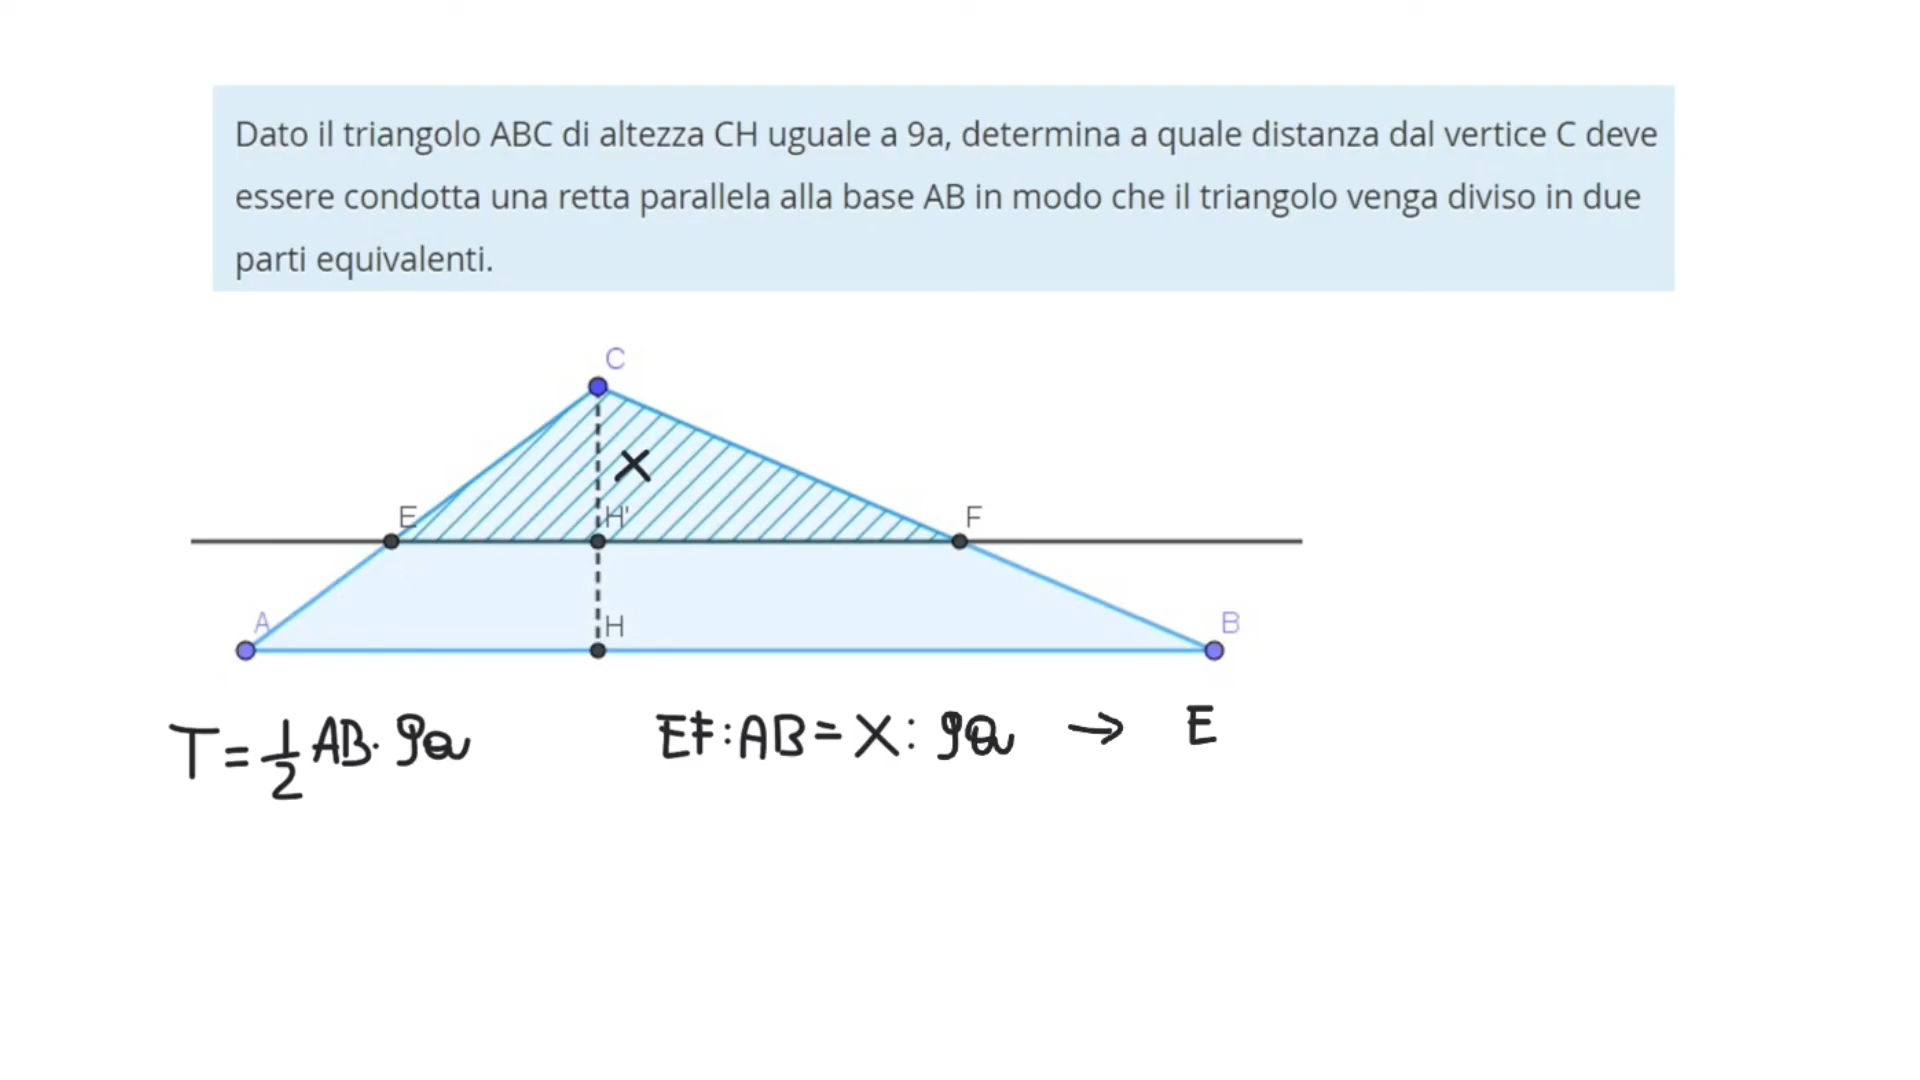 Dato il triangolo ABC di altezza CH uguale a 9a, determina a quale distanza dal vertice C deve
essere condotta una retta parallela alla base AB in modo che il triangolo venga diviso in due
parti equivalenti.
C
X
E H' F
A H B
T = 1/2 AB · 9a EF : AB = X : 9a → E